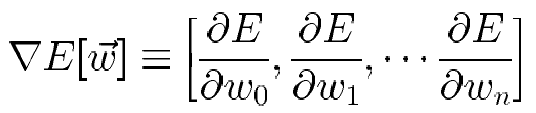 ∇E[w⃗] ≡ [∂E/∂w₀, ∂E/∂w₁, ⋯ ∂E/∂wₙ]